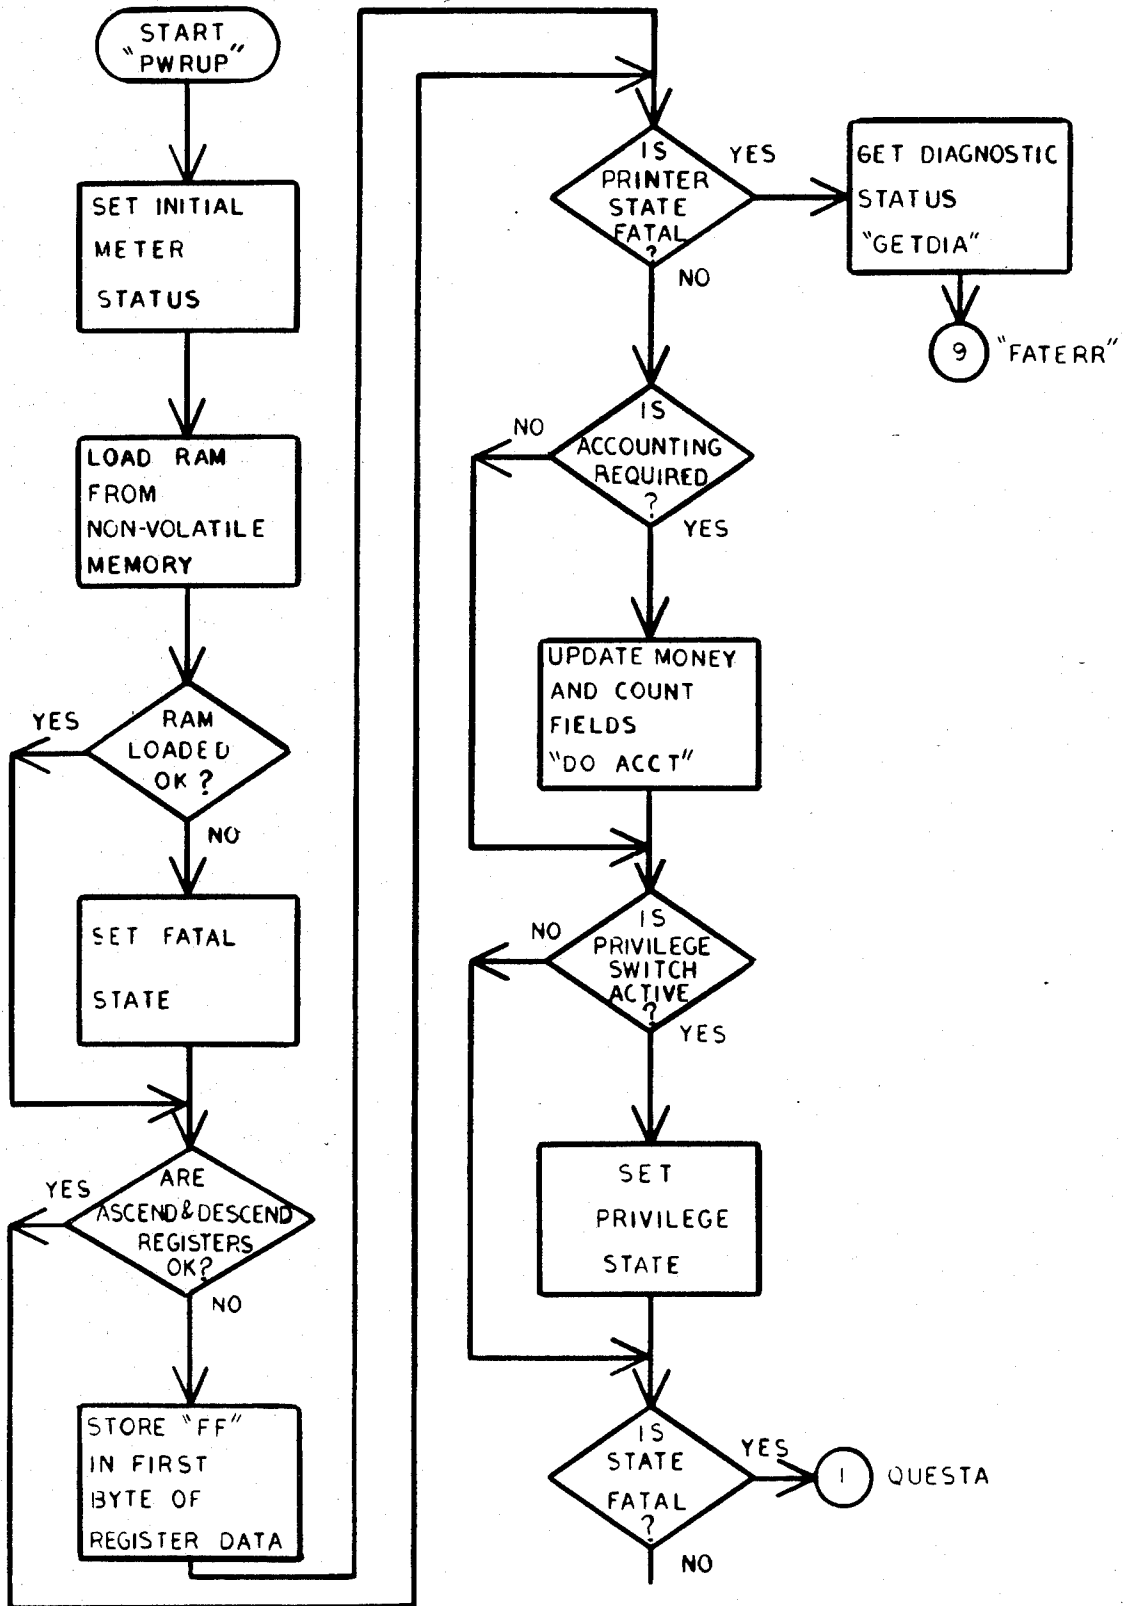 START
"PWRUP"
SET INITIAL
METER
STATUS
LOAD RAM
FROM
NON-VOLATILE
MEMORY
YES
RAM
LOADED
OK?
NO
SET FATAL
STATE
YES
ARE
ASCEND & DESCEND
REGISTERS
OK?
NO
STORE "FF"
IN FIRST
BYTE OF
REGISTER DATA
IS
PRINTER
STATE
FATAL
?
YES
NO
GET DIAGNOSTIC
STATUS
"GETDIA"
9 "FATERR"
NO
IS
ACCOUNTING
REQUIRED
?
YES
UPDATE MONEY
AND COUNT
FIELDS
"DO ACCT"
NO
IS
PRIVILEGE
SWITCH
ACTIVE
?
YES
SET
PRIVILEGE
STATE
IS
STATE
FATAL
?
YES
1 QUESTA
NO